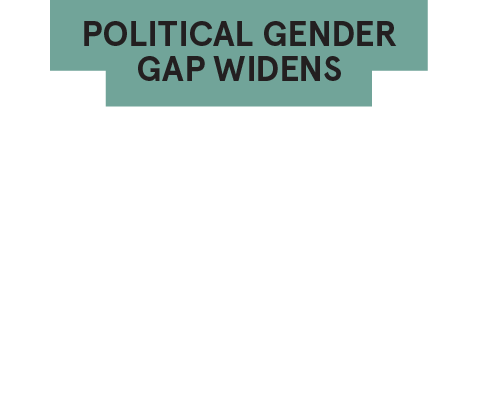 POLITICAL GENDER
GAP WIDENS